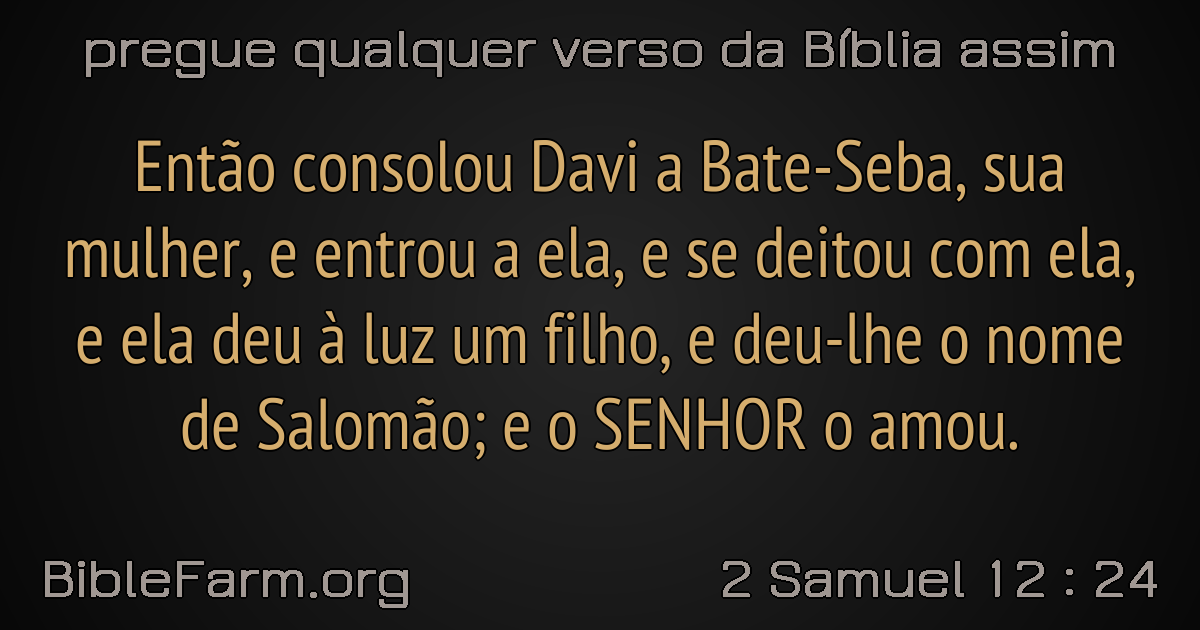 pregue qualquer verso da Bíblia assim
Então consolou Davi a Bate-Seba, sua
mulher, e entrou a ela, e se deitou com ela,
e ela deu à luz um filho, e deu-lhe o nome
de Salomão; e o SENHOR o amou.
BibleFarm.org
2 Samuel 12 : 24